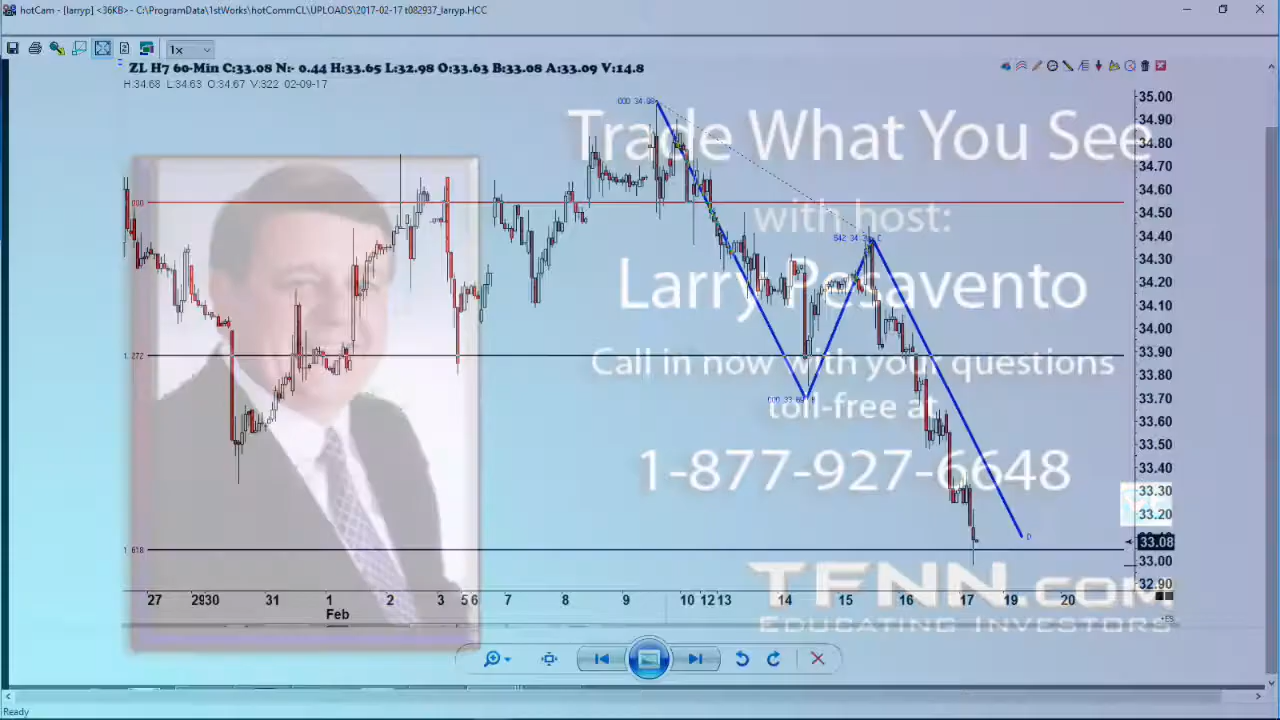 hotCam - [larryp] <36KB> - C:\ProgramData\1stWorks\hotCommCL\UPLOADS\2017-02-17 t082937_larryp.HCC
1x
ZL H7 60-Min C:33.08 N:- 0.44 H:33.65 L:32.98 O:33.63 B:33.08 A:33.09 V:14.8
H:34.68 L:34.63 O:34.67 V:322 02-09-17
Trade What You See
with host:
Larry Pesavento
Call in now with your questions
toll-free at
1-877-927-6648
TFNN.com
EDUCATING INVESTORS
35.00
34.90
34.80
34.70
34.60
34.50
34.40
34.30
34.20
34.10
34.00
33.90
33.80
33.70
33.60
33.50
33.40
33.30
33.20
33.08
33.00
32.90
1.272
1.618
D
27 29 30 31 1 2 3 5 6 7 8 9 10 12 13 14 15 16 17 19 20
Feb
+ES
Ready